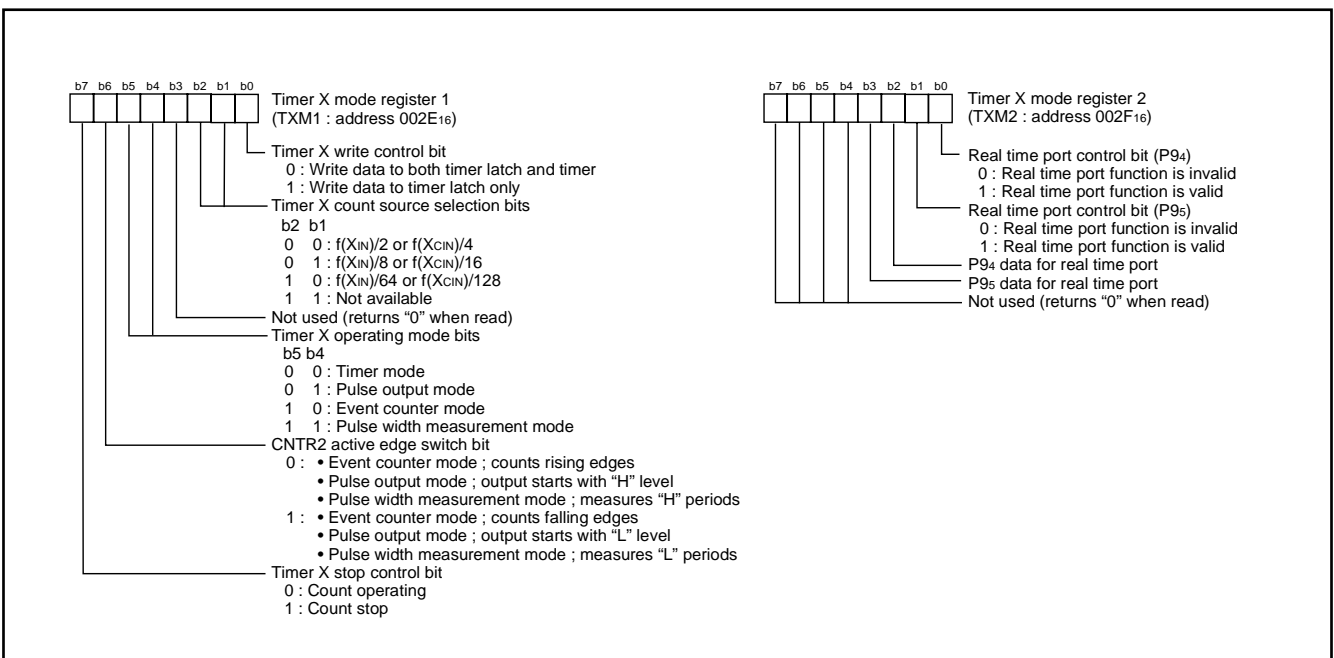 b7 b6 b5 b4 b3 b2 b1 b0
Timer X mode register 1
(TXM1 : address 002E16)
Timer X write control bit
0 : Write data to both timer latch and timer
1 : Write data to timer latch only
Timer X count source selection bits
b2 b1
0 0 : f(XIN)/2 or f(XCIN)/4
0 1 : f(XIN)/8 or f(XCIN)/16
1 0 : f(XIN)/64 or f(XCIN)/128
1 1 : Not available
Not used (returns “0” when read)
Timer X operating mode bits
b5 b4
0 0 : Timer mode
0 1 : Pulse output mode
1 0 : Event counter mode
1 1 : Pulse width measurement mode
CNTR2 active edge switch bit
0 : • Event counter mode ; counts rising edges
• Pulse output mode ; output starts with “H” level
• Pulse width measurement mode ; measures “H” periods
1 : • Event counter mode ; counts falling edges
• Pulse output mode ; output starts with “L” level
• Pulse width measurement mode ; measures “L” periods
Timer X stop control bit
0 : Count operating
1 : Count stop
b7 b6 b5 b4 b3 b2 b1 b0
Timer X mode register 2
(TXM2 : address 002F16)
Real time port control bit (P94)
0 : Real time port function is invalid
1 : Real time port function is valid
Real time port control bit (P95)
0 : Real time port function is invalid
1 : Real time port function is valid
P94 data for real time port
P95 data for real time port
Not used (returns “0” when read)